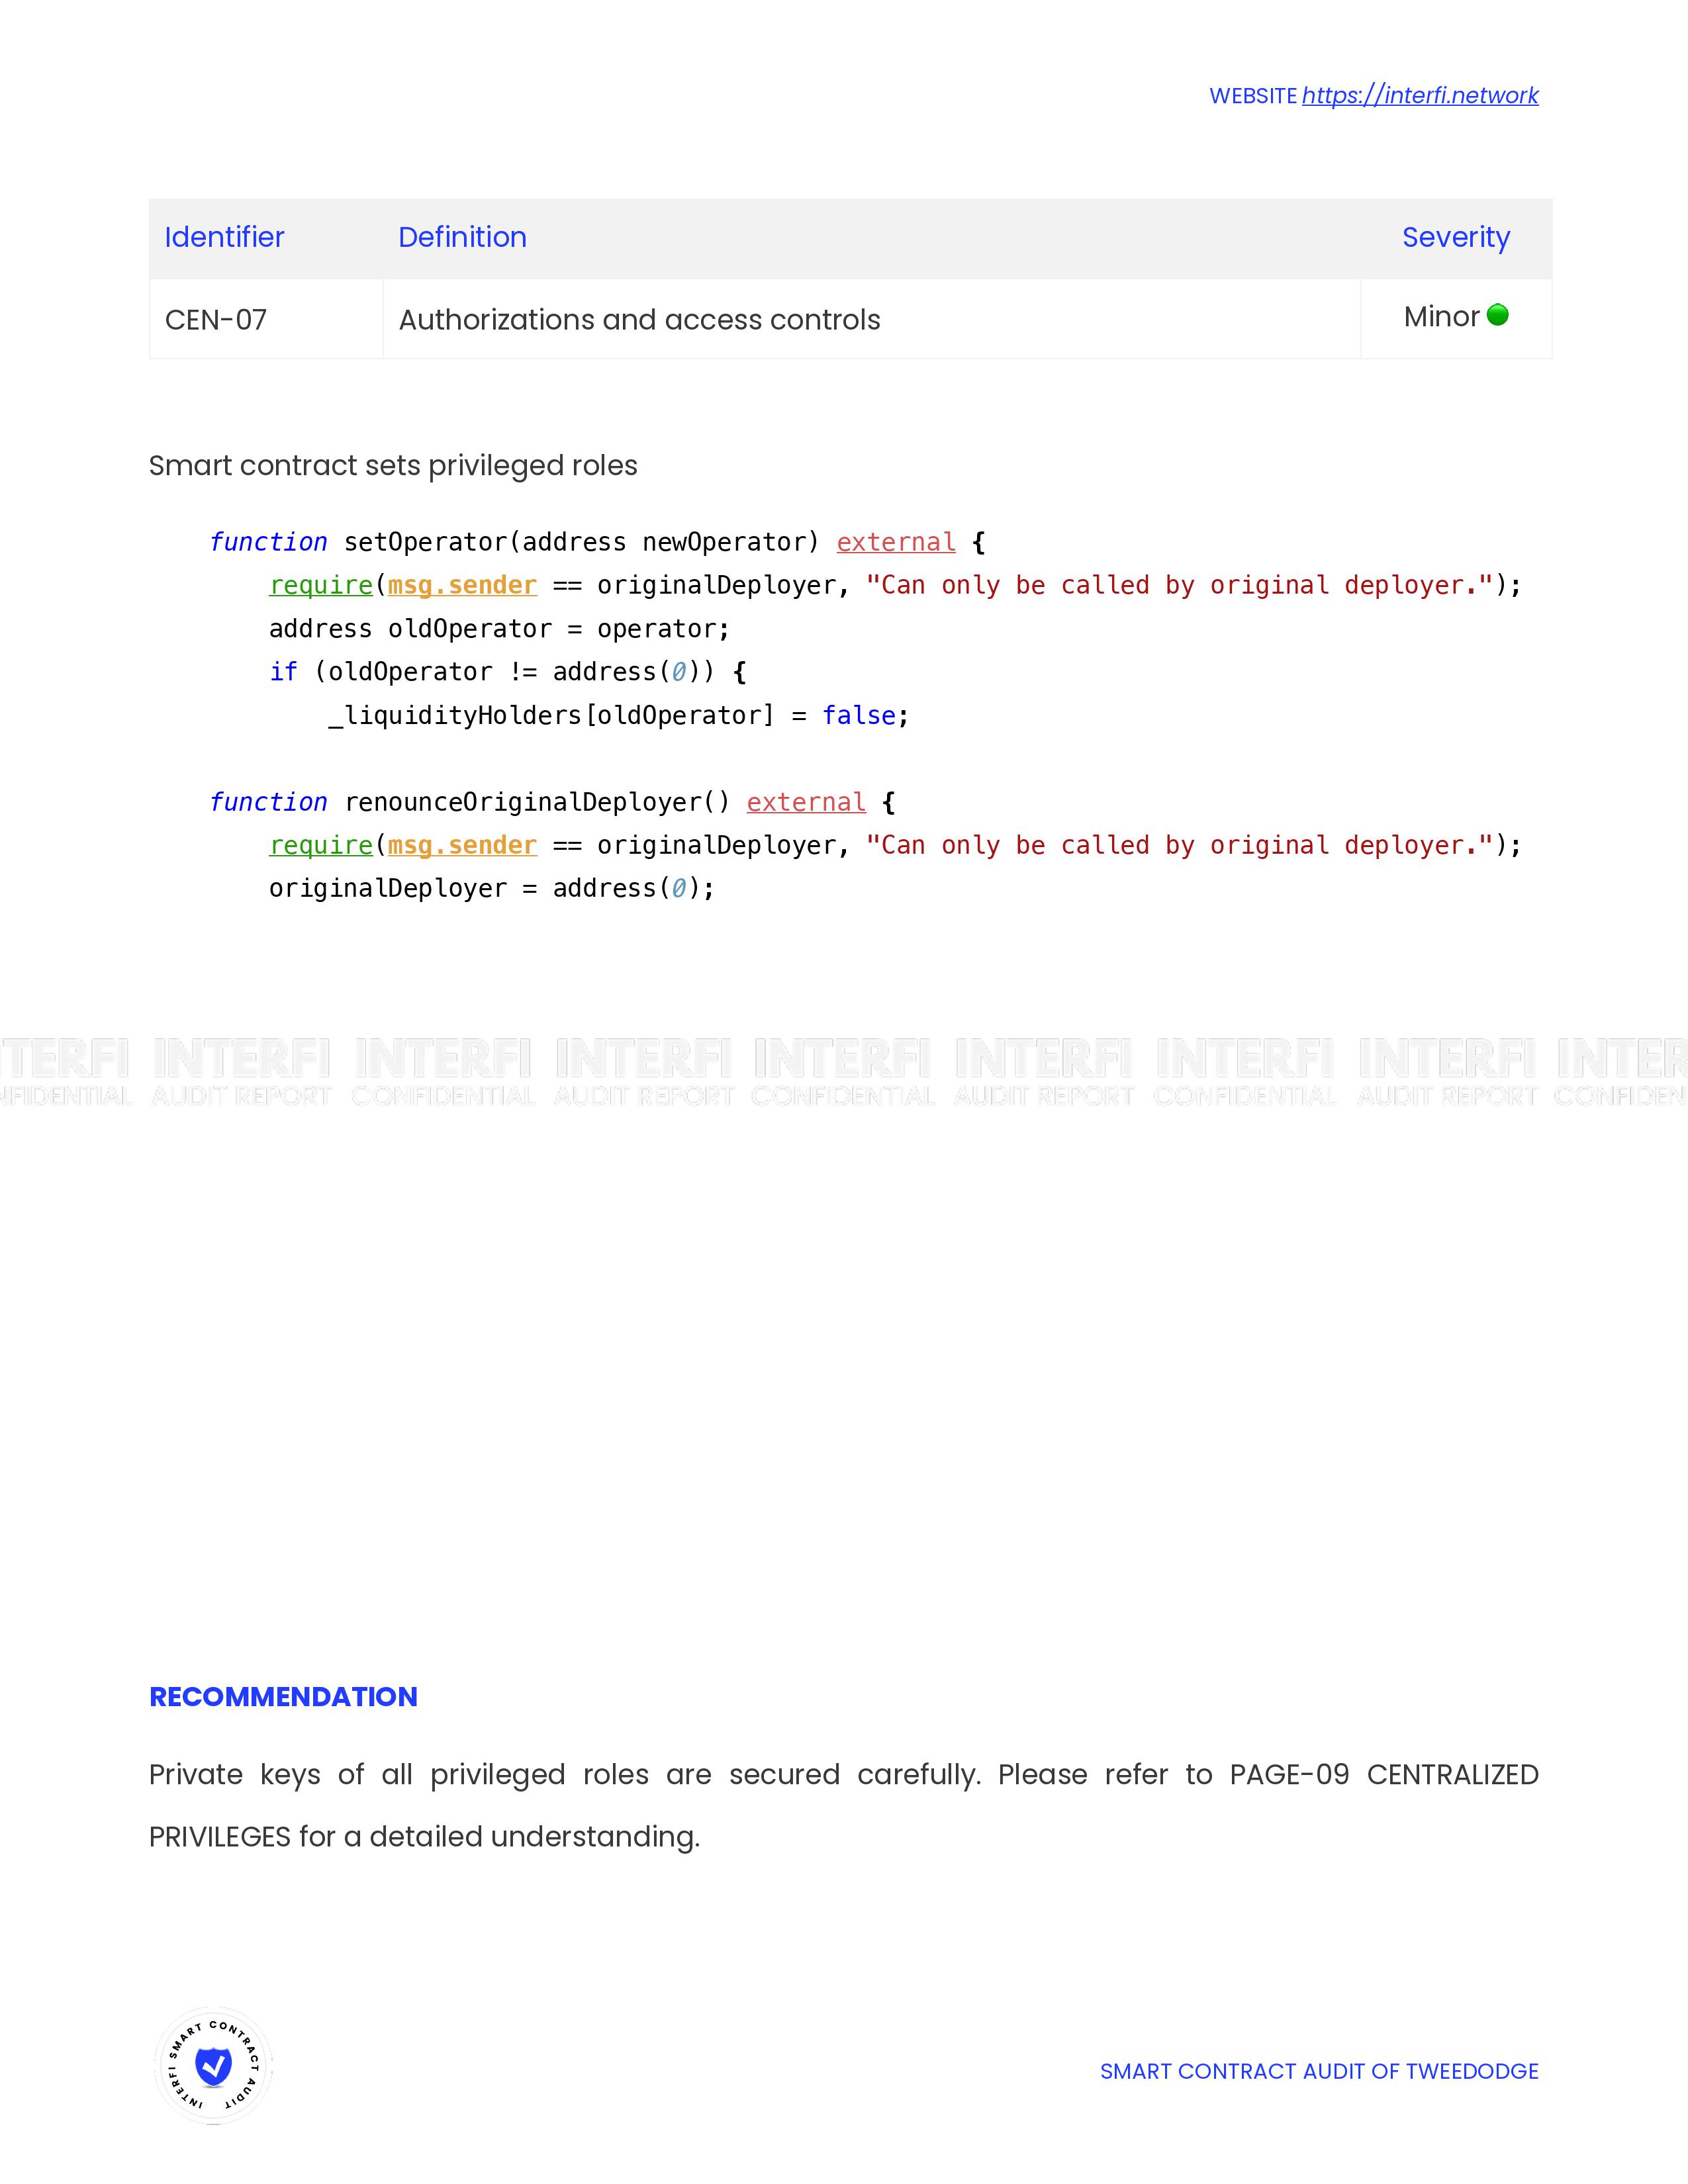 WEBSITE https://interfi.network
Identifier Definition Severity
CEN-07 Authorizations and access controls Minor
Smart contract sets privileged roles
function setOperator(address newOperator) external {
    require(msg.sender == originalDeployer, "Can only be called by original deployer.");
    address oldOperator = operator;
    if (oldOperator != address(0)) {
        _liquidityHolders[oldOperator] = false;
function renounceOriginalDeployer() external {
    require(msg.sender == originalDeployer, "Can only be called by original deployer.");
    originalDeployer = address(0);
TERFI INTERFI INTERFI INTERFI INTERFI INTERFI INTERFI INTERFI INTER
NFIDENTIAL AUDIT REPORT CONFIDENTIAL AUDIT REPORT CONFIDENTIAL AUDIT REPORT CONFIDENTIAL AUDIT REPORT CONFIDEN
RECOMMENDATION
Private keys of all privileged roles are secured carefully. Please refer to PAGE-09 CENTRALIZED
PRIVILEGES for a detailed understanding.
INTERFI SMART CONTRACT AUDIT
SMART CONTRACT AUDIT OF TWEEDODGE